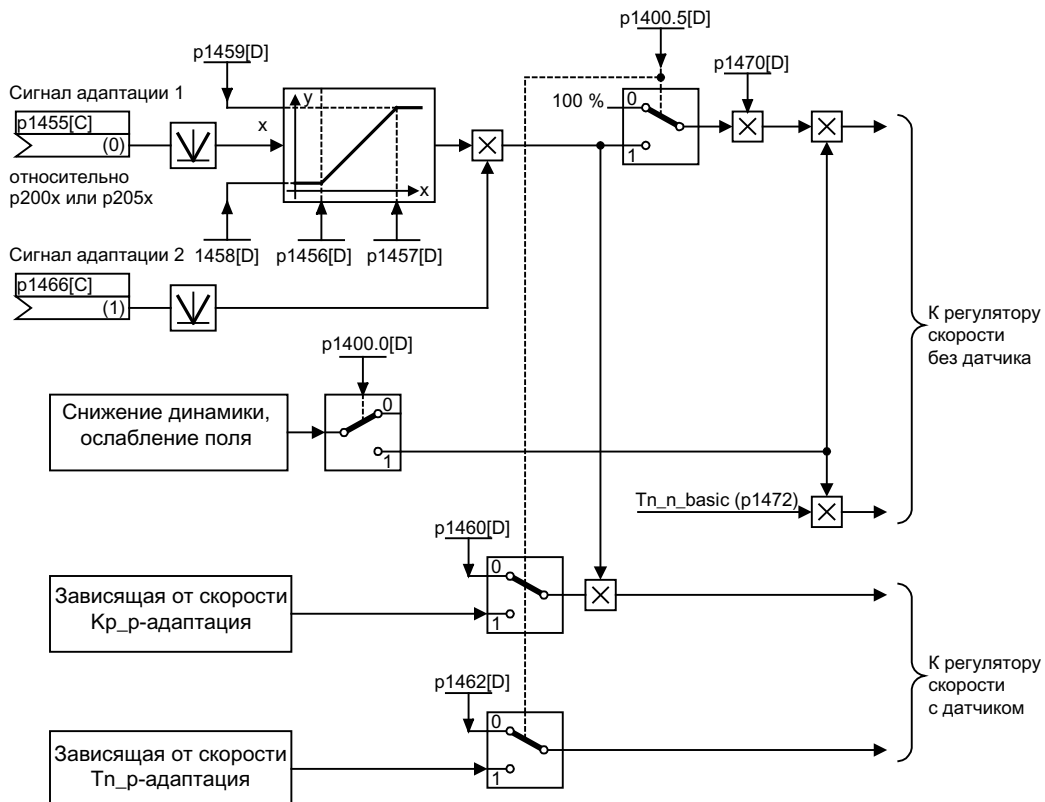 p1400.5[D]
p1459[D]
p1470[D]
Сигнал адаптации 1
p1455[C]
(0)
x
y
x
100 %
0
1
относительно
p200x или p205x
Сигнал адаптации 2
1458[D]
p1456[D]
p1457[D]
p1466[C]
(1)
К регулятору
скорости
без датчика
p1400.0[D]
Снижение динамики,
ослабление поля
0
1
Tn_n_basic (p1472)
p1460[D]
Зависящая от скорости
Kp_p-адаптация
0
1
К регулятору
скорости
с датчиком
p1462[D]
Зависящая от скорости
Tn_p-адаптация
0
1